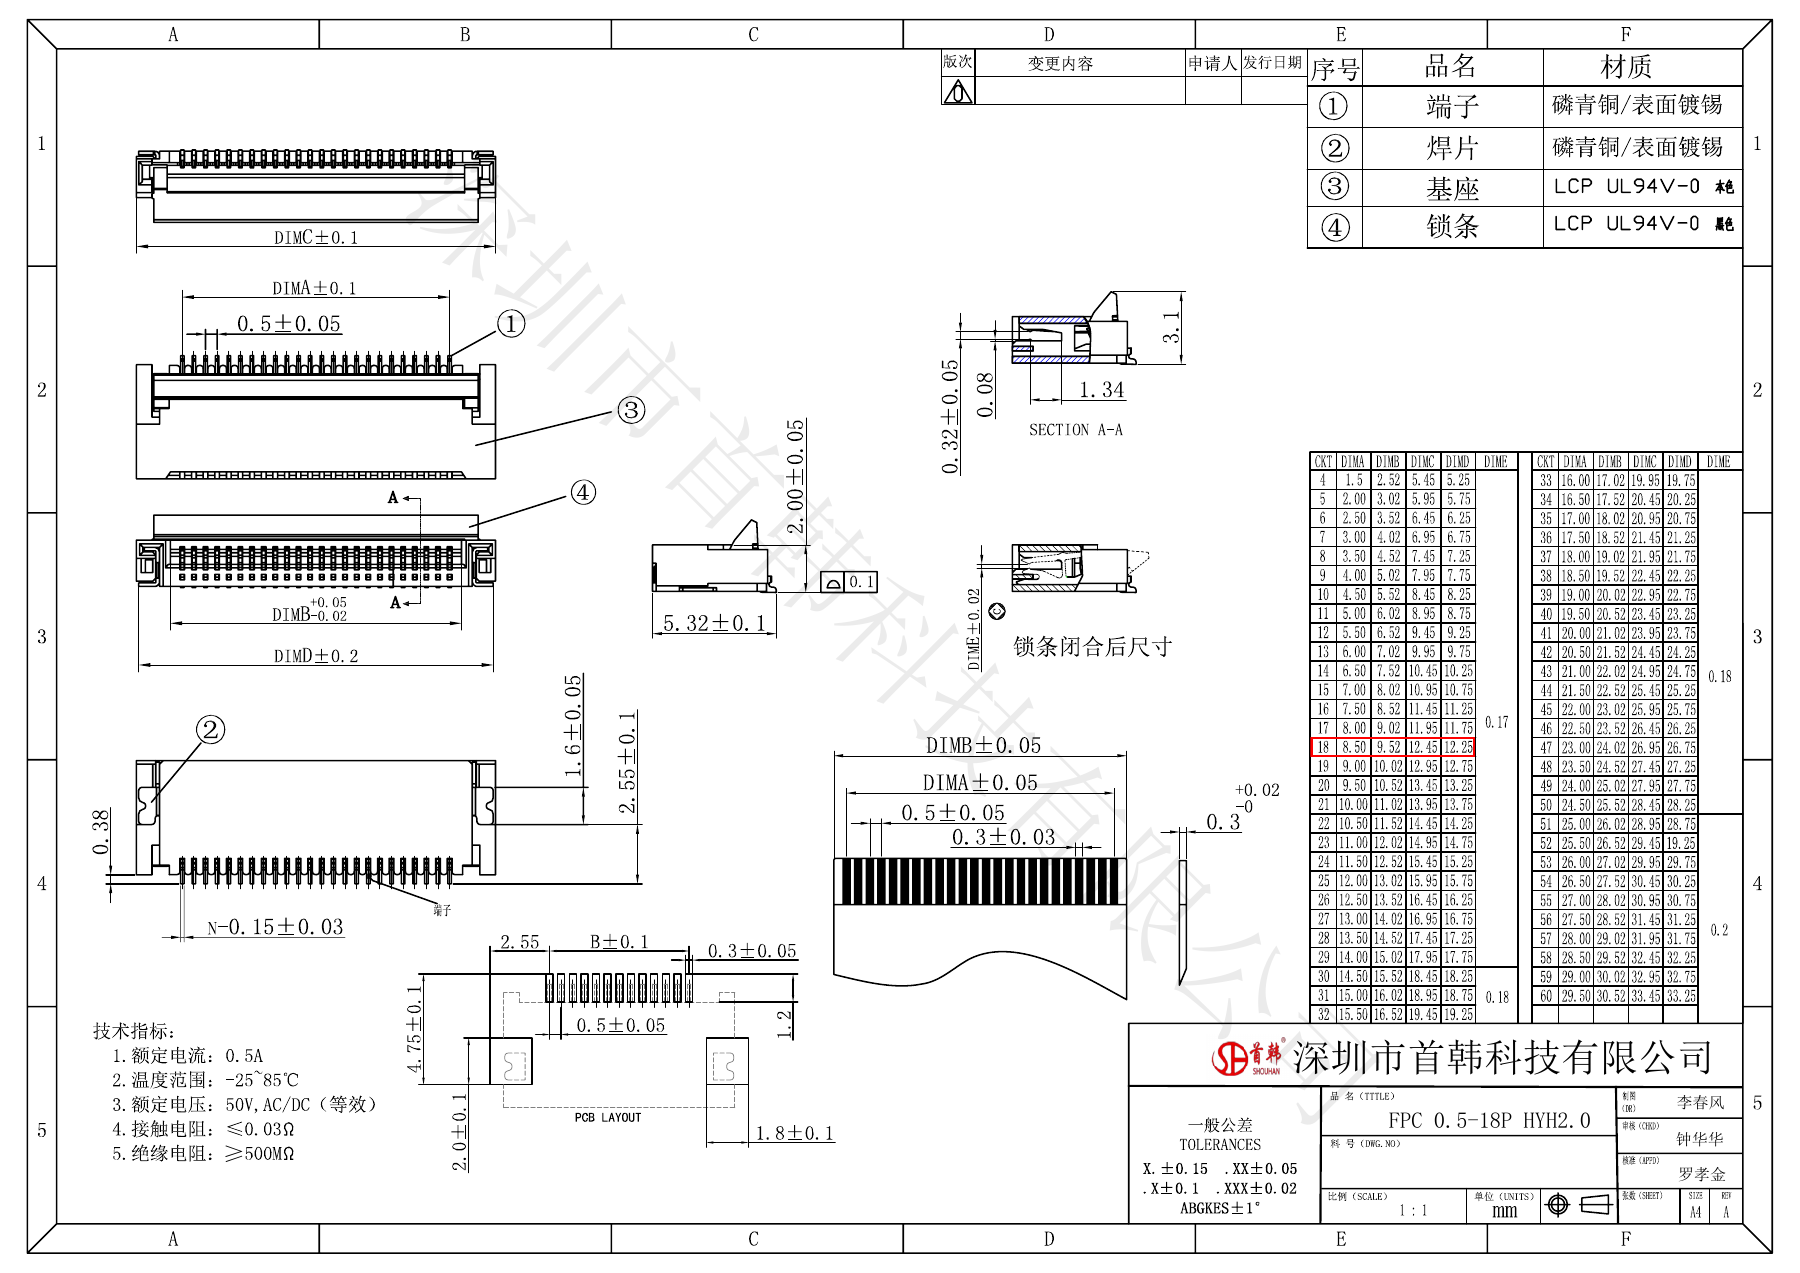 A B C D E F
版次 变更内容 申请人 发行日期
0
序号 品名 材质
① 端子 磷青铜/表面镀锡
② 焊片 磷青铜/表面镀锡
③ 基座 LCP UL94V-0 本色
④ 锁条 LCP UL94V-0 黑色
1 1
2 2
3 3
4 4
5 5
DIMC±0.1
DIMA±0.1
0.5±0.05
①
③
A
④
A
DIMB+0.05-0.02
DIMD±0.2
2.00±0.05
0.1
5.32±0.1
3.1
0.32±0.05
0.08
1.34
SECTION A-A
DIME±0.02
C
锁条闭合后尺寸
②
1.6±0.05
2.55±0.1
0.38
端子
N-0.15±0.03
DIMB±0.05
DIMA±0.05
0.5±0.05
0.3±0.03
0.3+0.02-0
2.55 B±0.1 0.3±0.05
4.75±0.1
0.5±0.05
1.2
2.0±0.1
PCB LAYOUT
1.8±0.1
技术指标:
1.额定电流: 0.5A
2.温度范围: -25~85℃
3.额定电压: 50V,AC/DC (等效)
4.接触电阻: ≤0.03Ω
5.绝缘电阻: ≥500MΩ
CKT DIMA DIMB DIMC DIMD DIME
4 1.5 2.52 5.45 5.25
5 2.00 3.02 5.95 5.75
6 2.50 3.52 6.45 6.25
7 3.00 4.02 6.95 6.75
8 3.50 4.52 7.45 7.25
9 4.00 5.02 7.95 7.75
10 4.50 5.52 8.45 8.25
11 5.00 6.02 8.95 8.75
12 5.50 6.52 9.45 9.25
13 6.00 7.02 9.95 9.75
14 6.50 7.52 10.45 10.25
15 7.00 8.02 10.95 10.75
16 7.50 8.52 11.45 11.25
17 8.00 9.02 11.95 11.75
0.17
18 8.50 9.52 12.45 12.25
19 9.00 10.02 12.95 12.75
20 9.50 10.52 13.45 13.25
21 10.00 11.02 13.95 13.75
22 10.50 11.52 14.45 14.25
23 11.00 12.02 14.95 14.75
24 11.50 12.52 15.45 15.25
25 12.00 13.02 15.95 15.75
26 12.50 13.52 16.45 16.25
27 13.00 14.02 16.95 16.75
28 13.50 14.52 17.45 17.25
29 14.00 15.02 17.95 17.75
30 14.50 15.52 18.45 18.25
31 15.00 16.02 18.95 18.75
0.18
32 15.50 16.52 19.45 19.25
CKT DIMA DIMB DIMC DIMD DIME
33 16.00 17.02 19.95 19.75
34 16.50 17.52 20.45 20.25
35 17.00 18.02 20.95 20.75
36 17.50 18.52 21.45 21.25
37 18.00 19.02 21.95 21.75
38 18.50 19.52 22.45 22.25
39 19.00 20.02 22.95 22.75
40 19.50 20.52 23.45 23.25
41 20.00 21.02 23.95 23.75
42 20.50 21.52 24.45 24.25
43 21.00 22.02 24.95 24.75
0.18
44 21.50 22.52 25.45 25.25
45 22.00 23.02 25.95 25.75
46 22.50 23.52 26.45 26.25
47 23.00 24.02 26.95 26.75
48 23.50 24.52 27.45 27.25
49 24.00 25.02 27.95 27.75
50 24.50 25.52 28.45 28.25
51 25.00 26.02 28.95 28.75
52 25.50 26.52 29.45 19.25
53 26.00 27.02 29.95 29.75
54 26.50 27.52 30.45 30.25
55 27.00 28.02 30.95 30.75
56 27.50 28.52 31.45 31.25
0.2
57 28.00 29.02 31.95 31.75
58 28.50 29.52 32.45 32.25
59 29.00 30.02 32.95 32.75
60 29.50 30.52 33.45 33.25
首韩® SHOUHAN 深圳市首韩科技有限公司
一般公差
TOLERANCES
X.±0.15 .XX±0.05
.X±0.1 .XXX±0.02
ABGKES±1°
品 名 (TITLE)
FPC 0.5-18P HYH2.0
料 号 (DWG.NO)
比例 (SCALE) 1 : 1
单位 (UNITS) mm
制图 (DR) 李春风
审核 (CHKD) 钟华华
核准 (APPD) 罗孝金
张数 (SHEET)
SIZE A4
REV A
A B C D E F
深圳市首韩科技有限公司